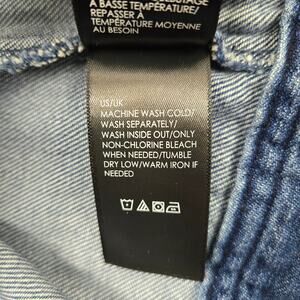 À BASSE TEMPÉRATURE/
REPASSER À
TEMPÉRATURE MOYENNE
AU BESOIN
US/UK
MACHINE WASH COLD/
WASH SEPARATELY/
WASH INSIDE OUT/ONLY
NON-CHLORINE BLEACH
WHEN NEEDED/TUMBLE
DRY LOW/WARM IRON IF
NEEDED